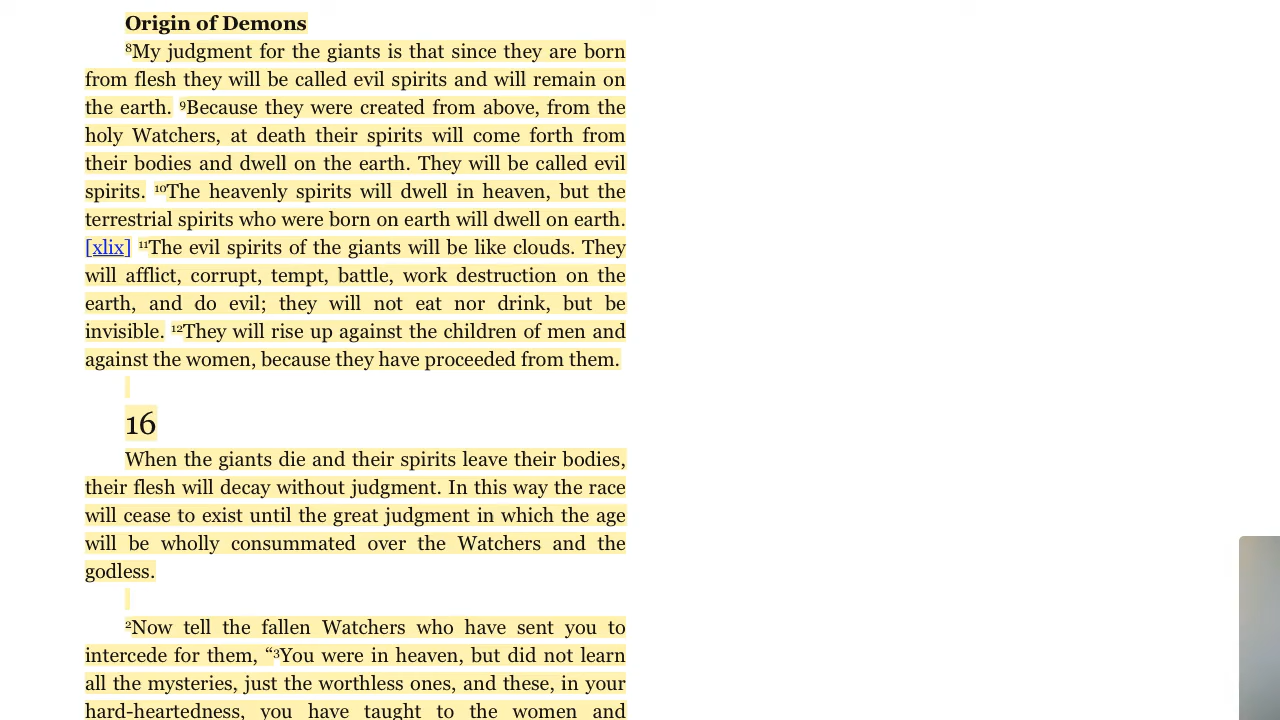 Origin of Demons
⁸My judgment for the giants is that since they are born
from flesh they will be called evil spirits and will remain on
the earth. ⁹Because they were created from above, from the
holy Watchers, at death their spirits will come forth from
their bodies and dwell on the earth. They will be called evil
spirits. ¹⁰The heavenly spirits will dwell in heaven, but the
terrestrial spirits who were born on earth will dwell on earth.
[xlix] ¹¹The evil spirits of the giants will be like clouds. They
will afflict, corrupt, tempt, battle, work destruction on the
earth, and do evil; they will not eat nor drink, but be
invisible. ¹²They will rise up against the children of men and
against the women, because they have proceeded from them.
16
When the giants die and their spirits leave their bodies,
their flesh will decay without judgment. In this way the race
will cease to exist until the great judgment in which the age
will be wholly consummated over the Watchers and the
godless.
²Now tell the fallen Watchers who have sent you to
intercede for them, “³You were in heaven, but did not learn
all the mysteries, just the worthless ones, and these, in your
hard-heartedness, you have taught to the women and